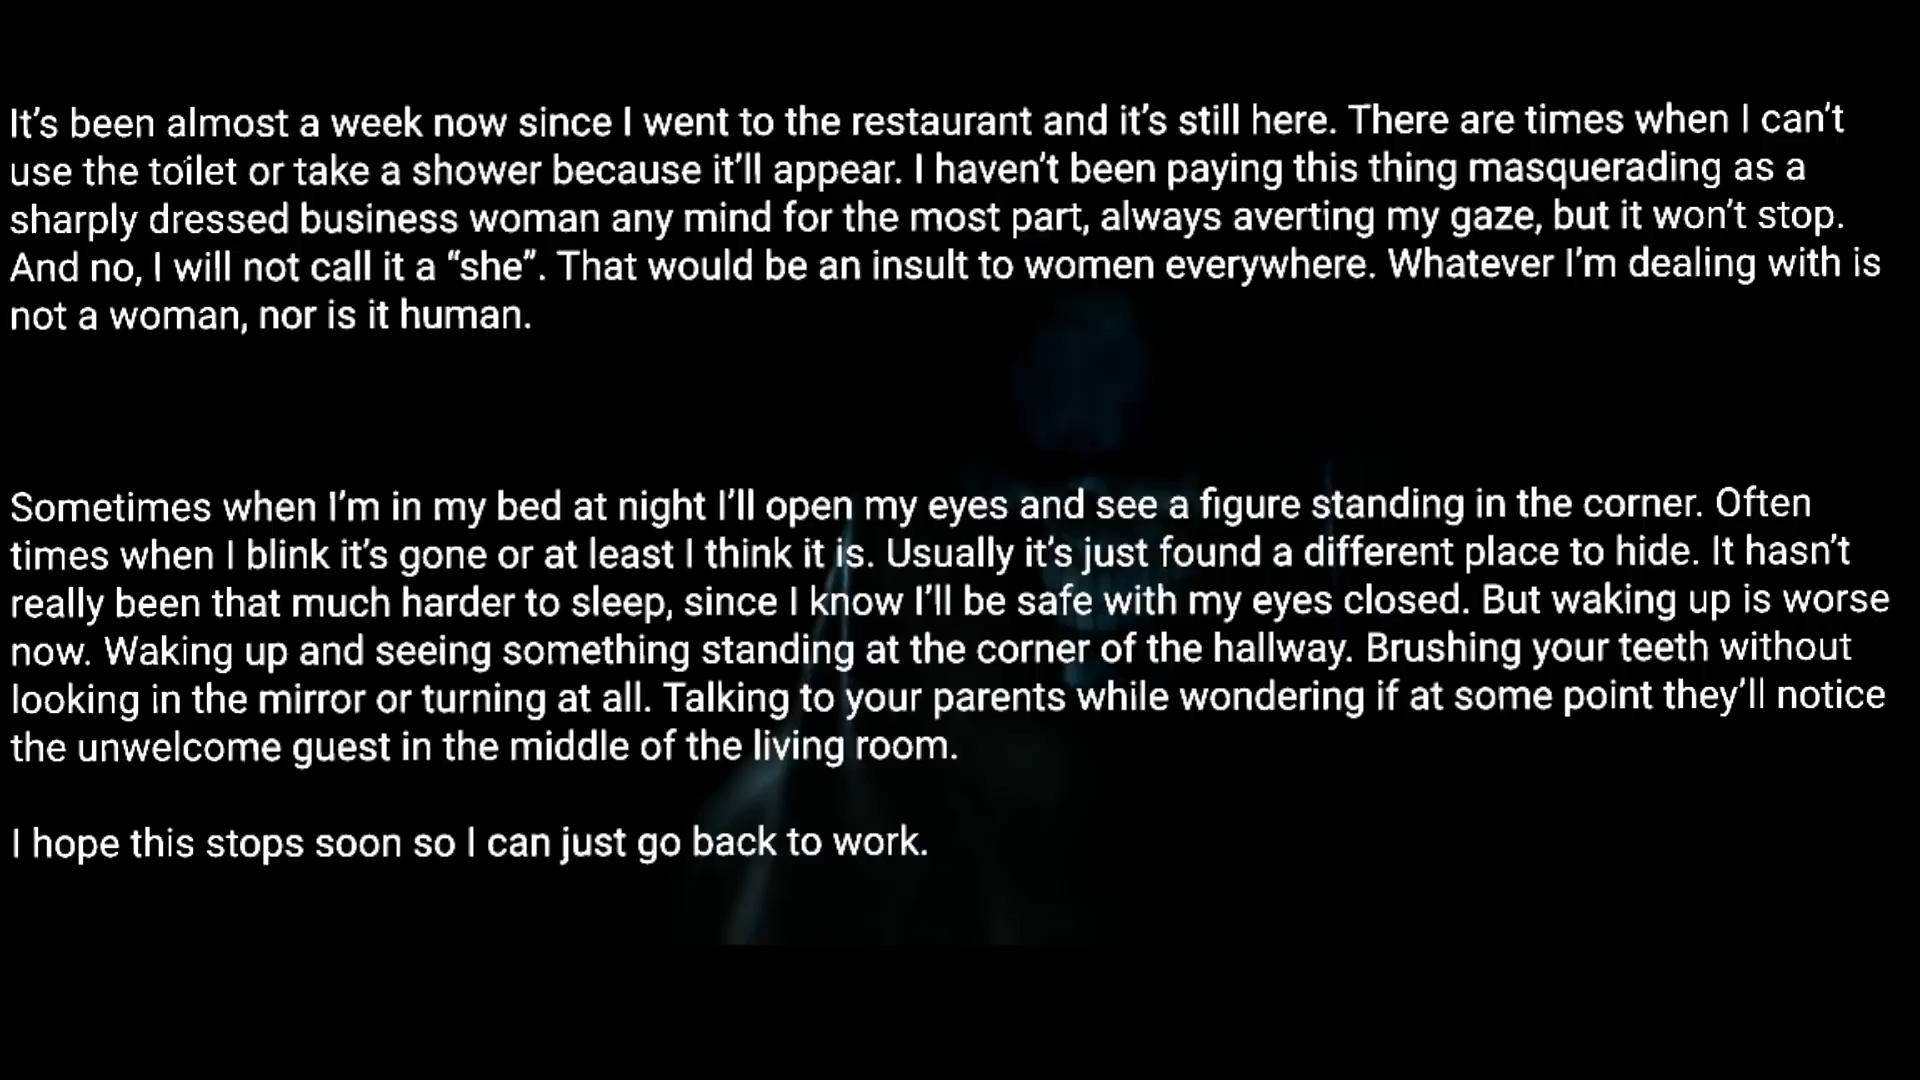 It's been almost a week now since I went to the restaurant and it's still here. There are times when I can't
use the toilet or take a shower because it'll appear. I haven't been paying this thing masquerading as a
sharply dressed business woman any mind for the most part, always averting my gaze, but it won't stop.
And no, I will not call it a “she”. That would be an insult to women everywhere. Whatever I'm dealing with is
not a woman, nor is it human.
Sometimes when I'm in my bed at night I'll open my eyes and see a figure standing in the corner. Often
times when I blink it's gone or at least I think it is. Usually it's just found a different place to hide. It hasn't
really been that much harder to sleep, since I know I'll be safe with my eyes closed. But waking up is worse
now. Waking up and seeing something standing at the corner of the hallway. Brushing your teeth without
looking in the mirror or turning at all. Talking to your parents while wondering if at some point they'll notice
the unwelcome guest in the middle of the living room.
I hope this stops soon so I can just go back to work.